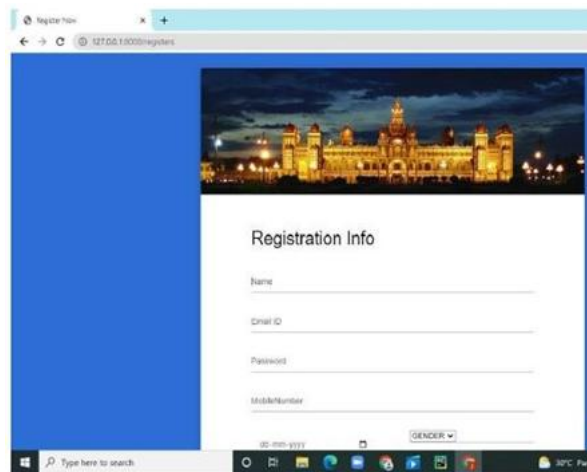 Register Now
127.0.0.1:8000/registers
Registration Info
Name
Email ID
Password
MobileNumber
dd-mm-yyyy
GENDER
Type here to search
30°C